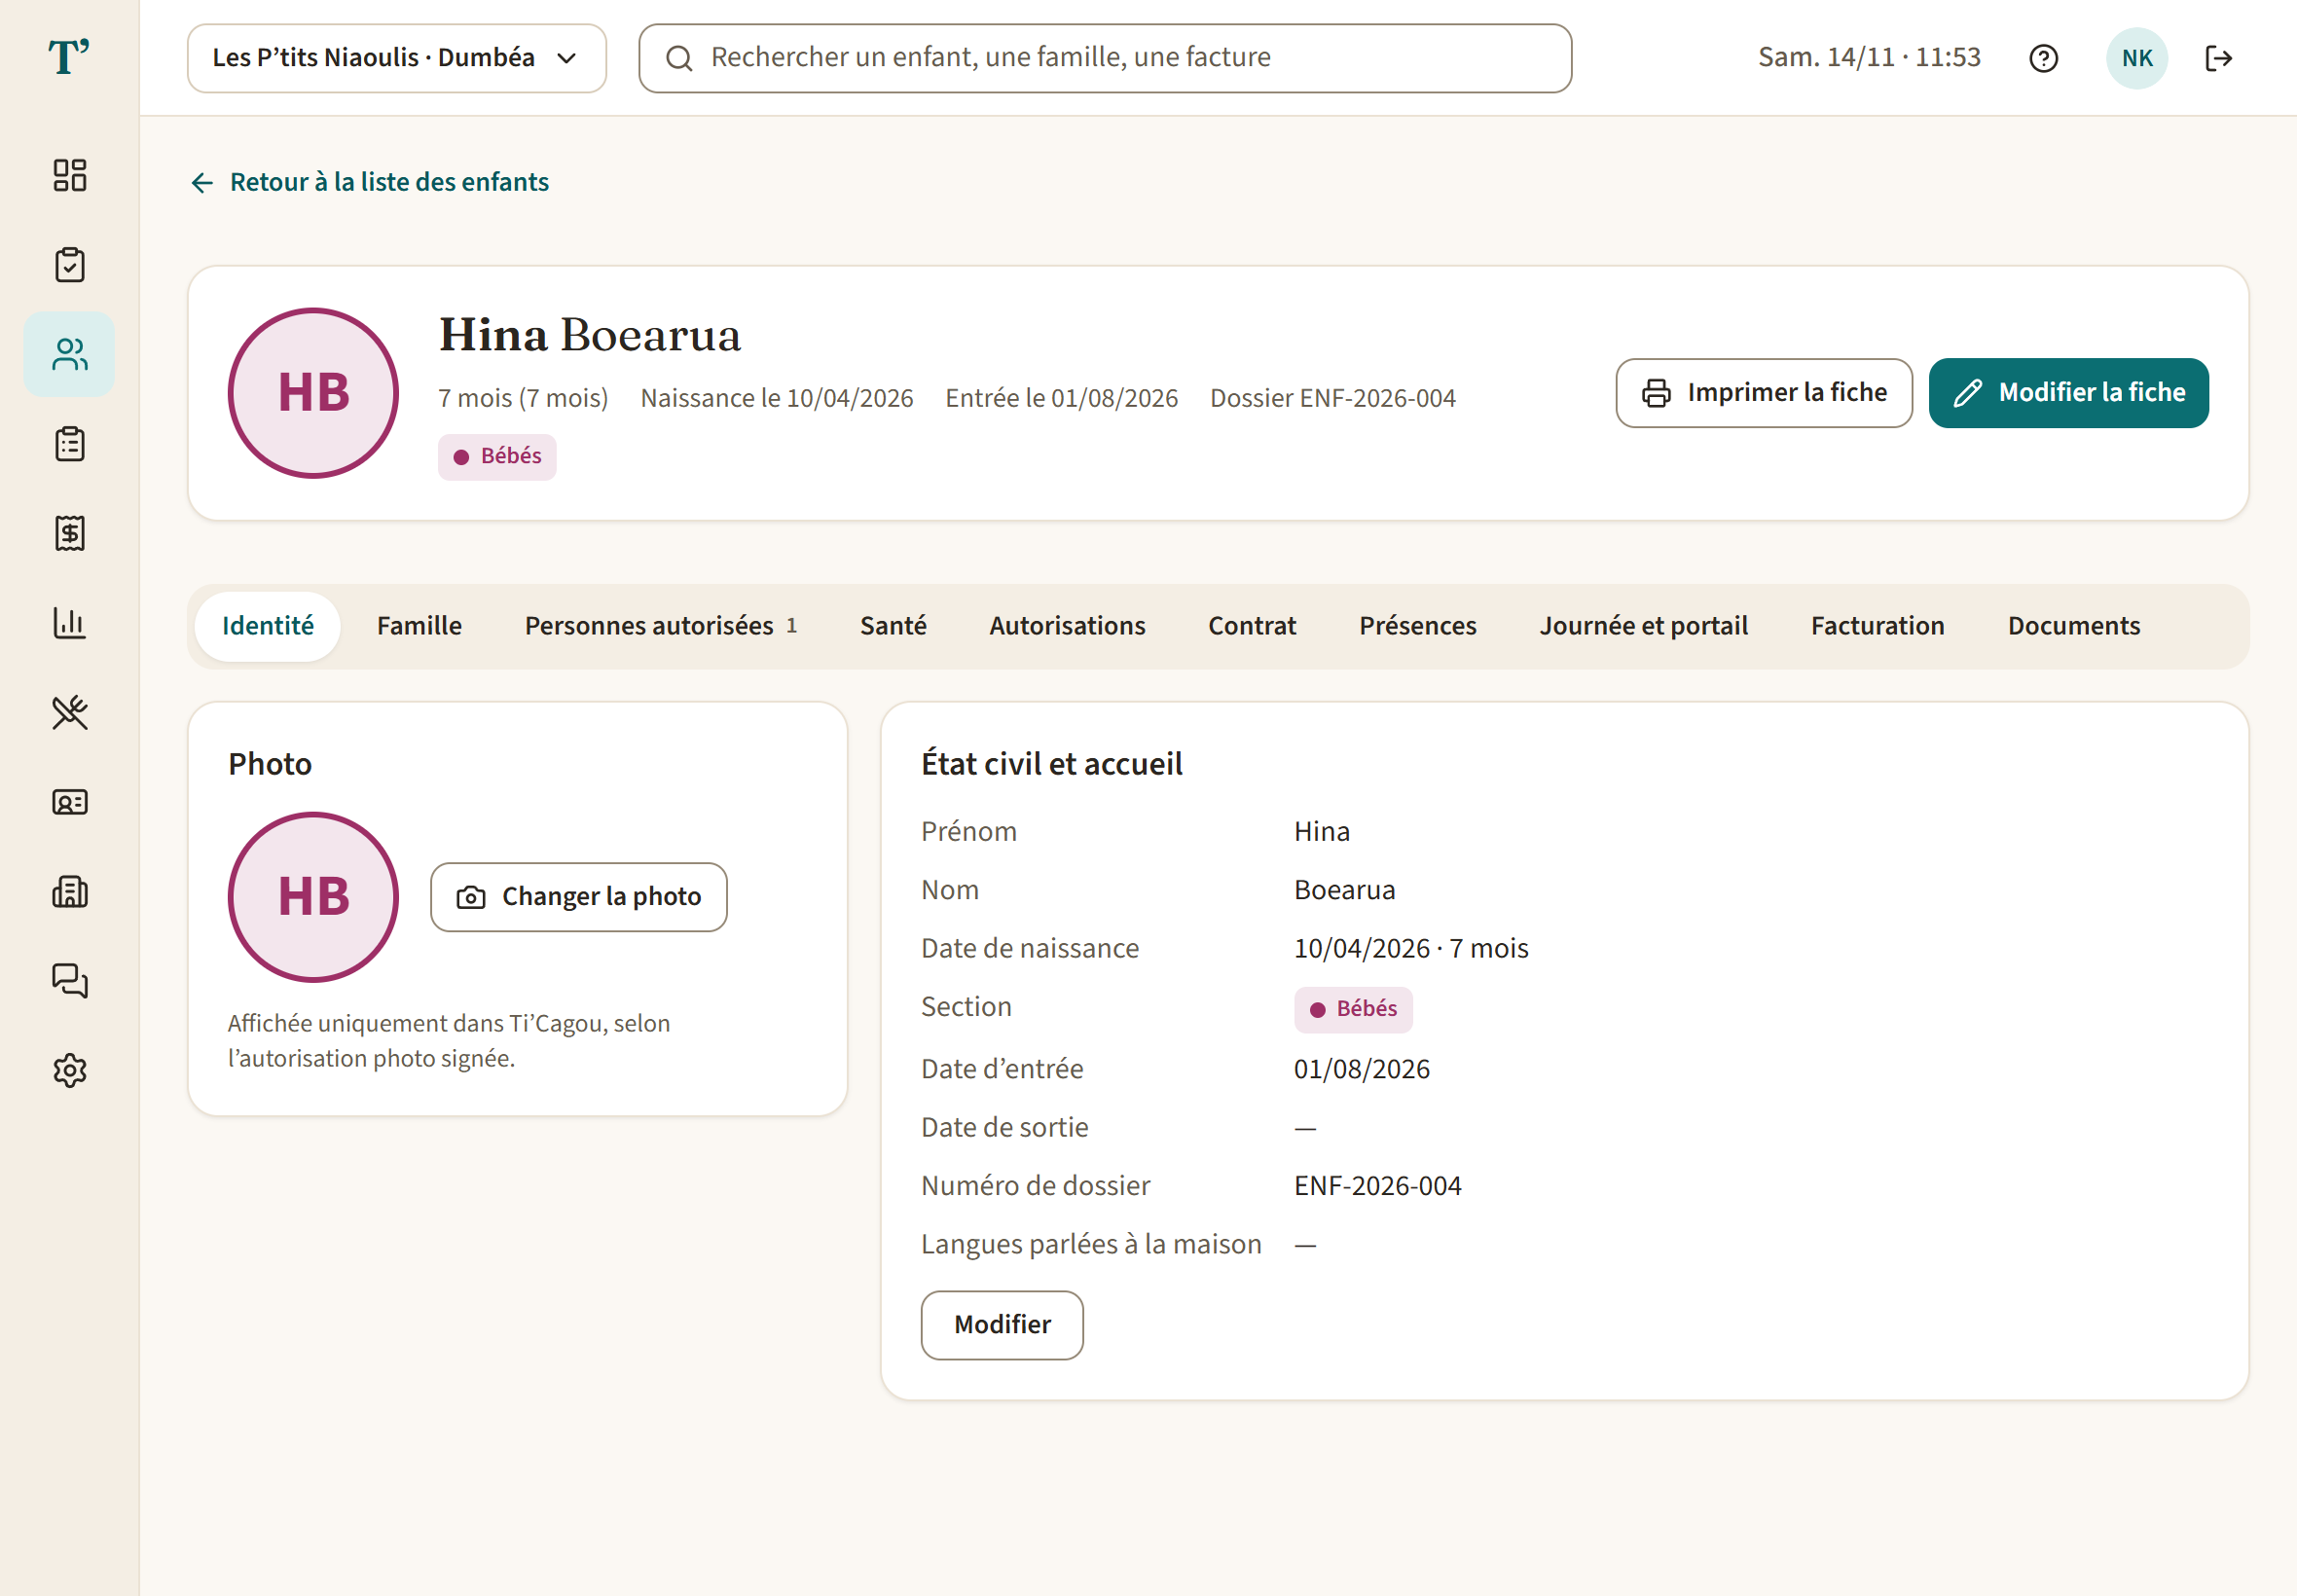 T’
Les P’tits Niaoulis · Dumbéa
Rechercher un enfant, une famille, une facture
Sam. 14/11 · 11:53
NK
Retour à la liste des enfants
HB
Hina Boearua
7 mois (7 mois) Naissance le 10/04/2026 Entrée le 01/08/2026 Dossier ENF-2026-004
Bébés
Imprimer la fiche
Modifier la fiche
Identité Famille Personnes autorisées 1 Santé Autorisations Contrat Présences Journée et portail Facturation Documents
Photo
HB
Changer la photo
Affichée uniquement dans Ti’Cagou, selon
l’autorisation photo signée.
État civil et accueil
Prénom Hina
Nom Boearua
Date de naissance 10/04/2026 · 7 mois
Section Bébés
Date d’entrée 01/08/2026
Date de sortie —
Numéro de dossier ENF-2026-004
Langues parlées à la maison —
Modifier